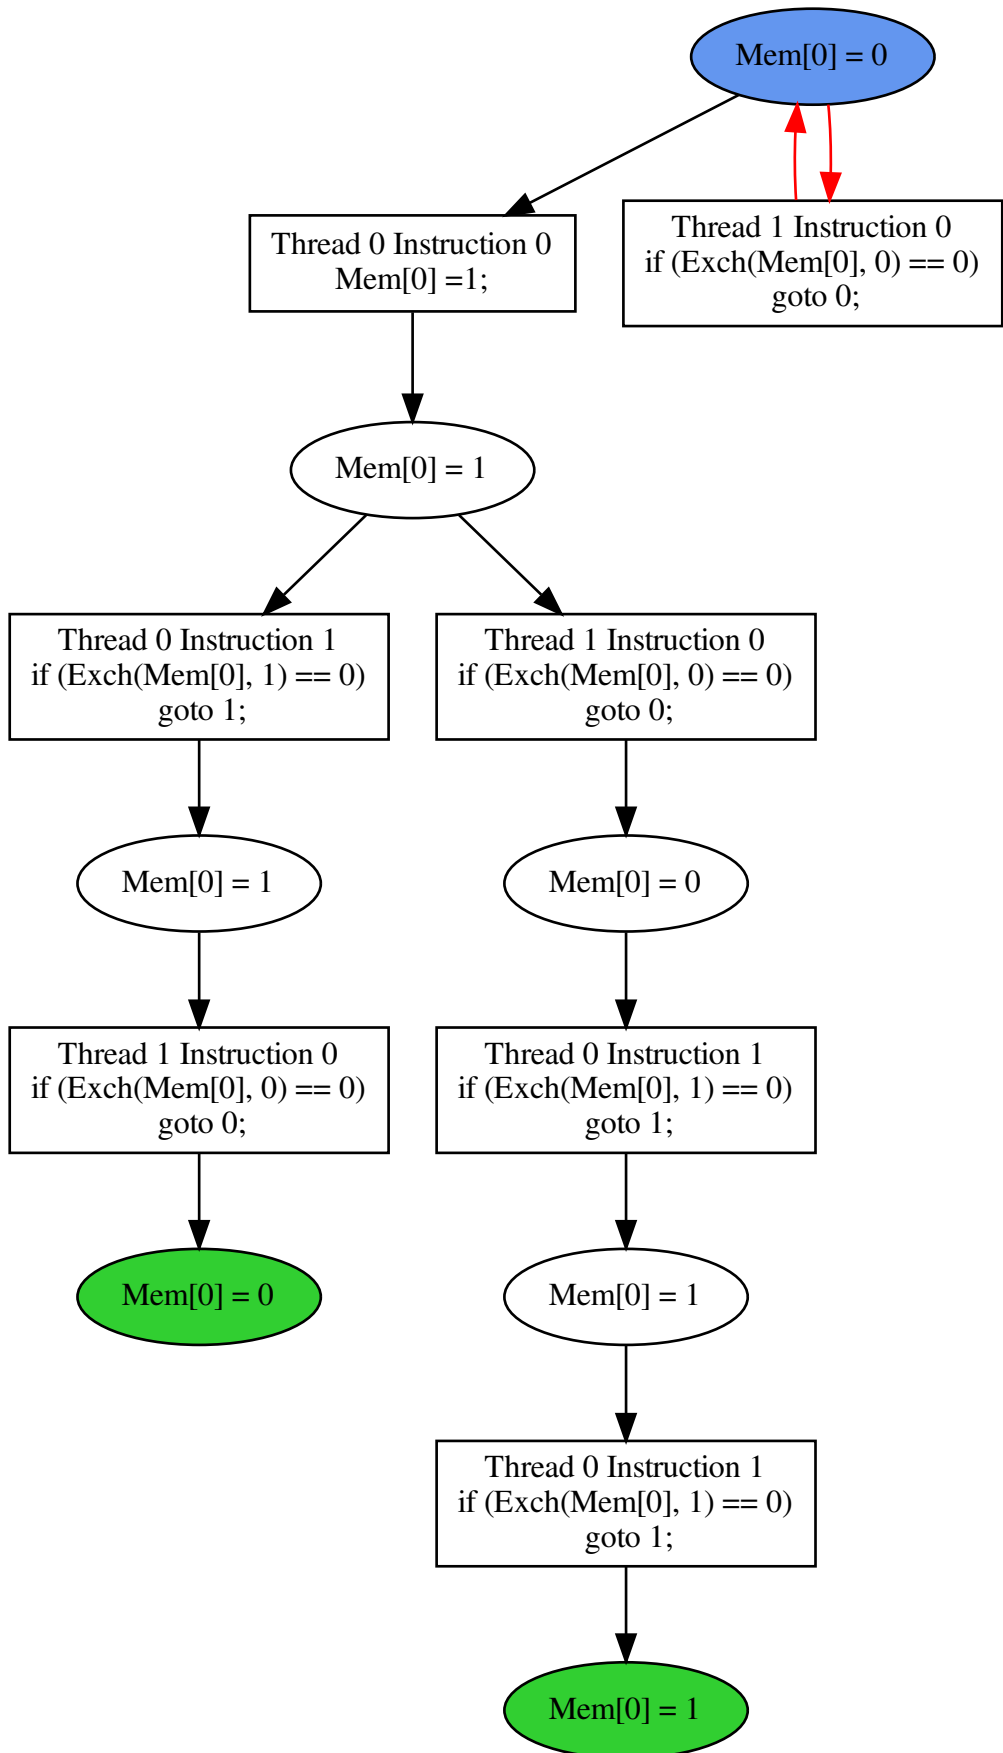 Mem[0] = 0
Thread 0 Instruction 0
Mem[0] =1;
Thread 1 Instruction 0
if (Exch(Mem[0], 0) == 0)
goto 0;
Mem[0] = 1
Thread 0 Instruction 1
if (Exch(Mem[0], 1) == 0)
goto 1;
Thread 1 Instruction 0
if (Exch(Mem[0], 0) == 0)
goto 0;
Mem[0] = 1
Mem[0] = 0
Thread 1 Instruction 0
if (Exch(Mem[0], 0) == 0)
goto 0;
Thread 0 Instruction 1
if (Exch(Mem[0], 1) == 0)
goto 1;
Mem[0] = 0
Mem[0] = 1
Thread 0 Instruction 1
if (Exch(Mem[0], 1) == 0)
goto 1;
Mem[0] = 1